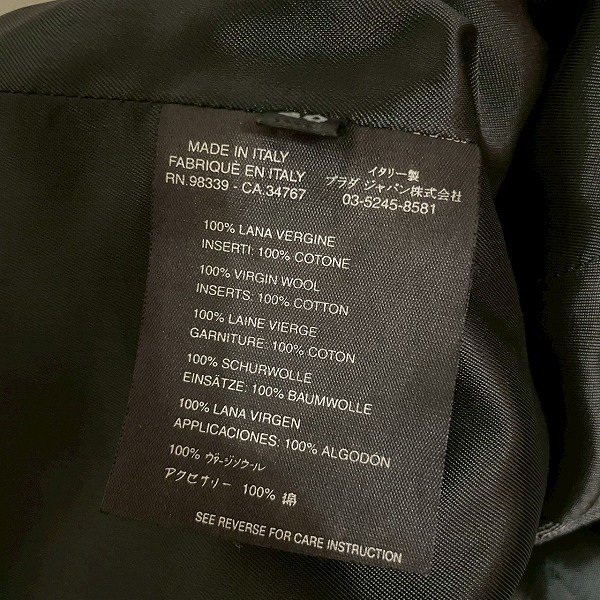 MADE IN ITALY
FABRIQUÉ EN ITALY
RN.98339 - CA.34767
イタリー製
プラダ ジャパン株式会社
03-5245-8581
100% LANA VERGINE
INSERTI: 100% COTONE
100% VIRGIN WOOL
INSERTS: 100% COTTON
100% LAINE VIERGE
GARNITURE: 100% COTON
100% SCHURWOLLE
EINSÄTZE: 100% BAUMWOLLE
100% LANA VIRGEN
APPLICACIONES: 100% ALGODÓN
100% ヴァージンウール
アクセサリー 100% 綿
SEE REVERSE FOR CARE INSTRUCTION